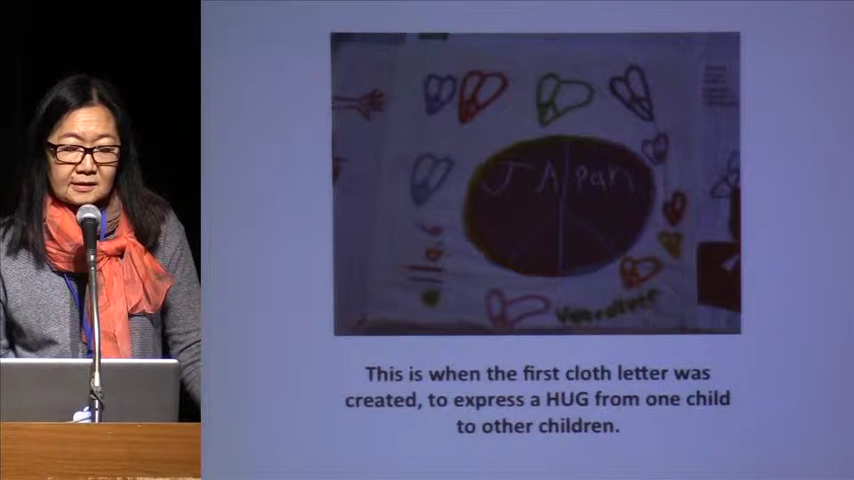 JAPan
This is when the first cloth letter was
created, to express a HUG from one child
to other children.